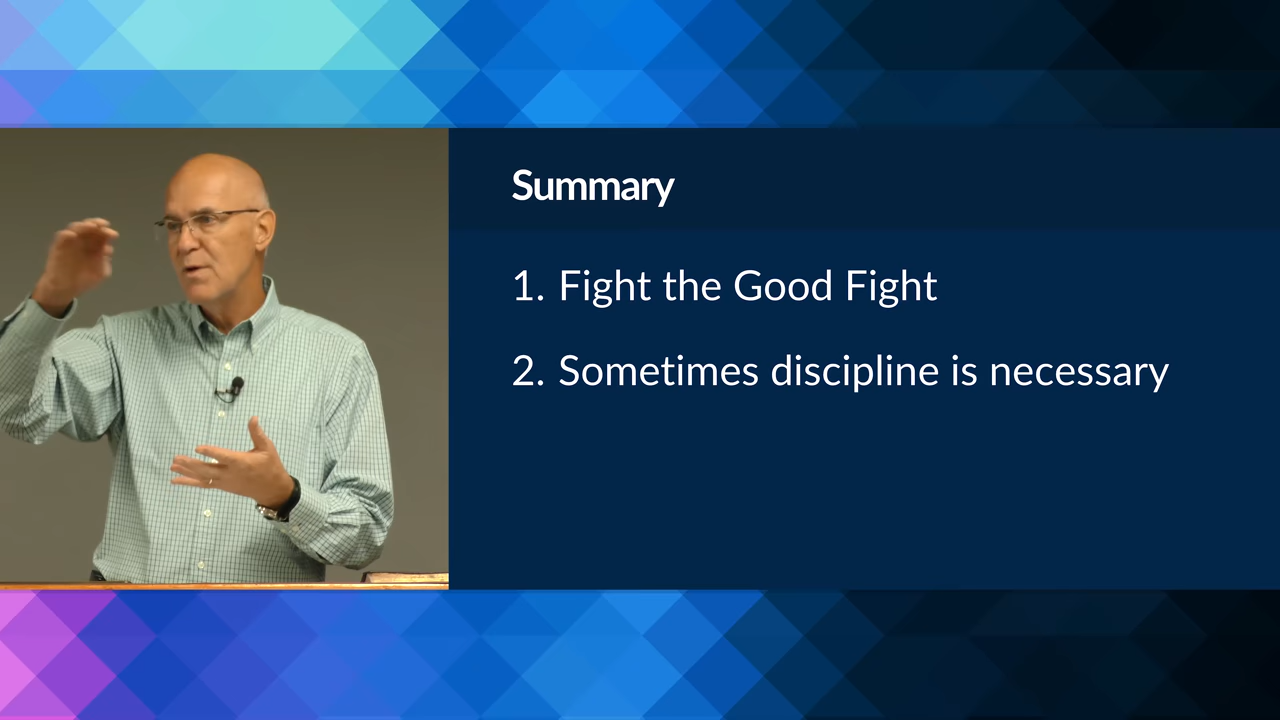 Summary
1. Fight the Good Fight
2. Sometimes discipline is necessary